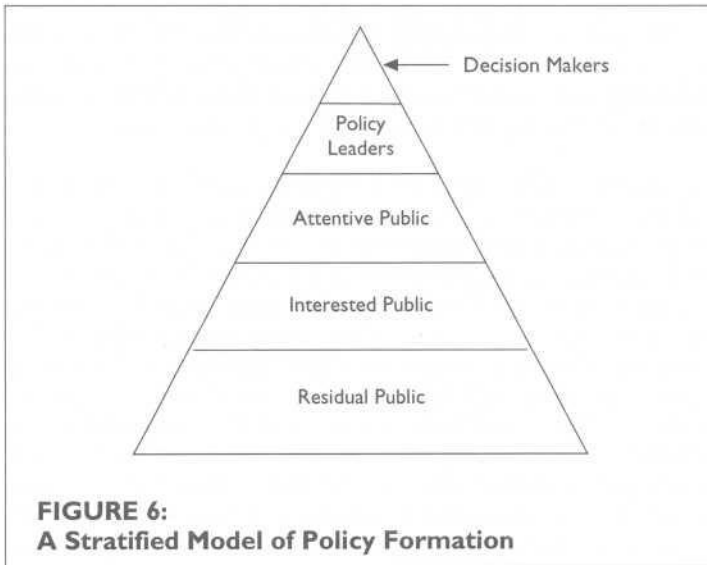 Decision Makers
Policy
Leaders
Attentive Public
Interested Public
Residual Public
FIGURE 6:
A Stratified Model of Policy Formation